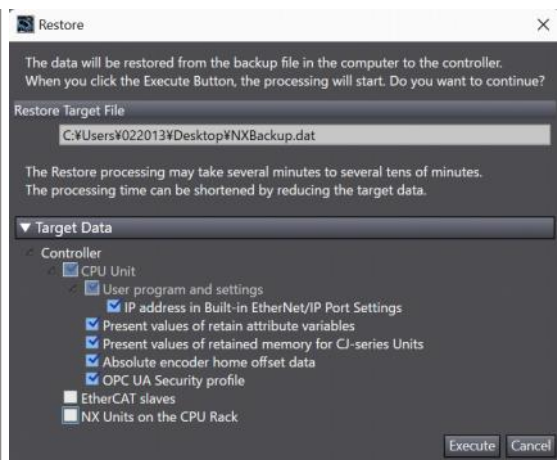 Restore
The data will be restored from the backup file in the computer to the controller.
When you click the Execute Button, the processing will start. Do you want to continue?
Restore Target File
C:¥Users¥022013¥Desktop¥NXBackup.dat
The Restore processing may take several minutes to several tens of minutes.
The processing time can be shortened by reducing the target data.
▼ Target Data
Controller
CPU Unit
User program and settings
IP address in Built-in EtherNet/IP Port Settings
Present values of retain attribute variables
Present values of retained memory for CJ-series Units
Absolute encoder home offset data
OPC UA Security profile
EtherCAT slaves
NX Units on the CPU Rack
Execute Cancel